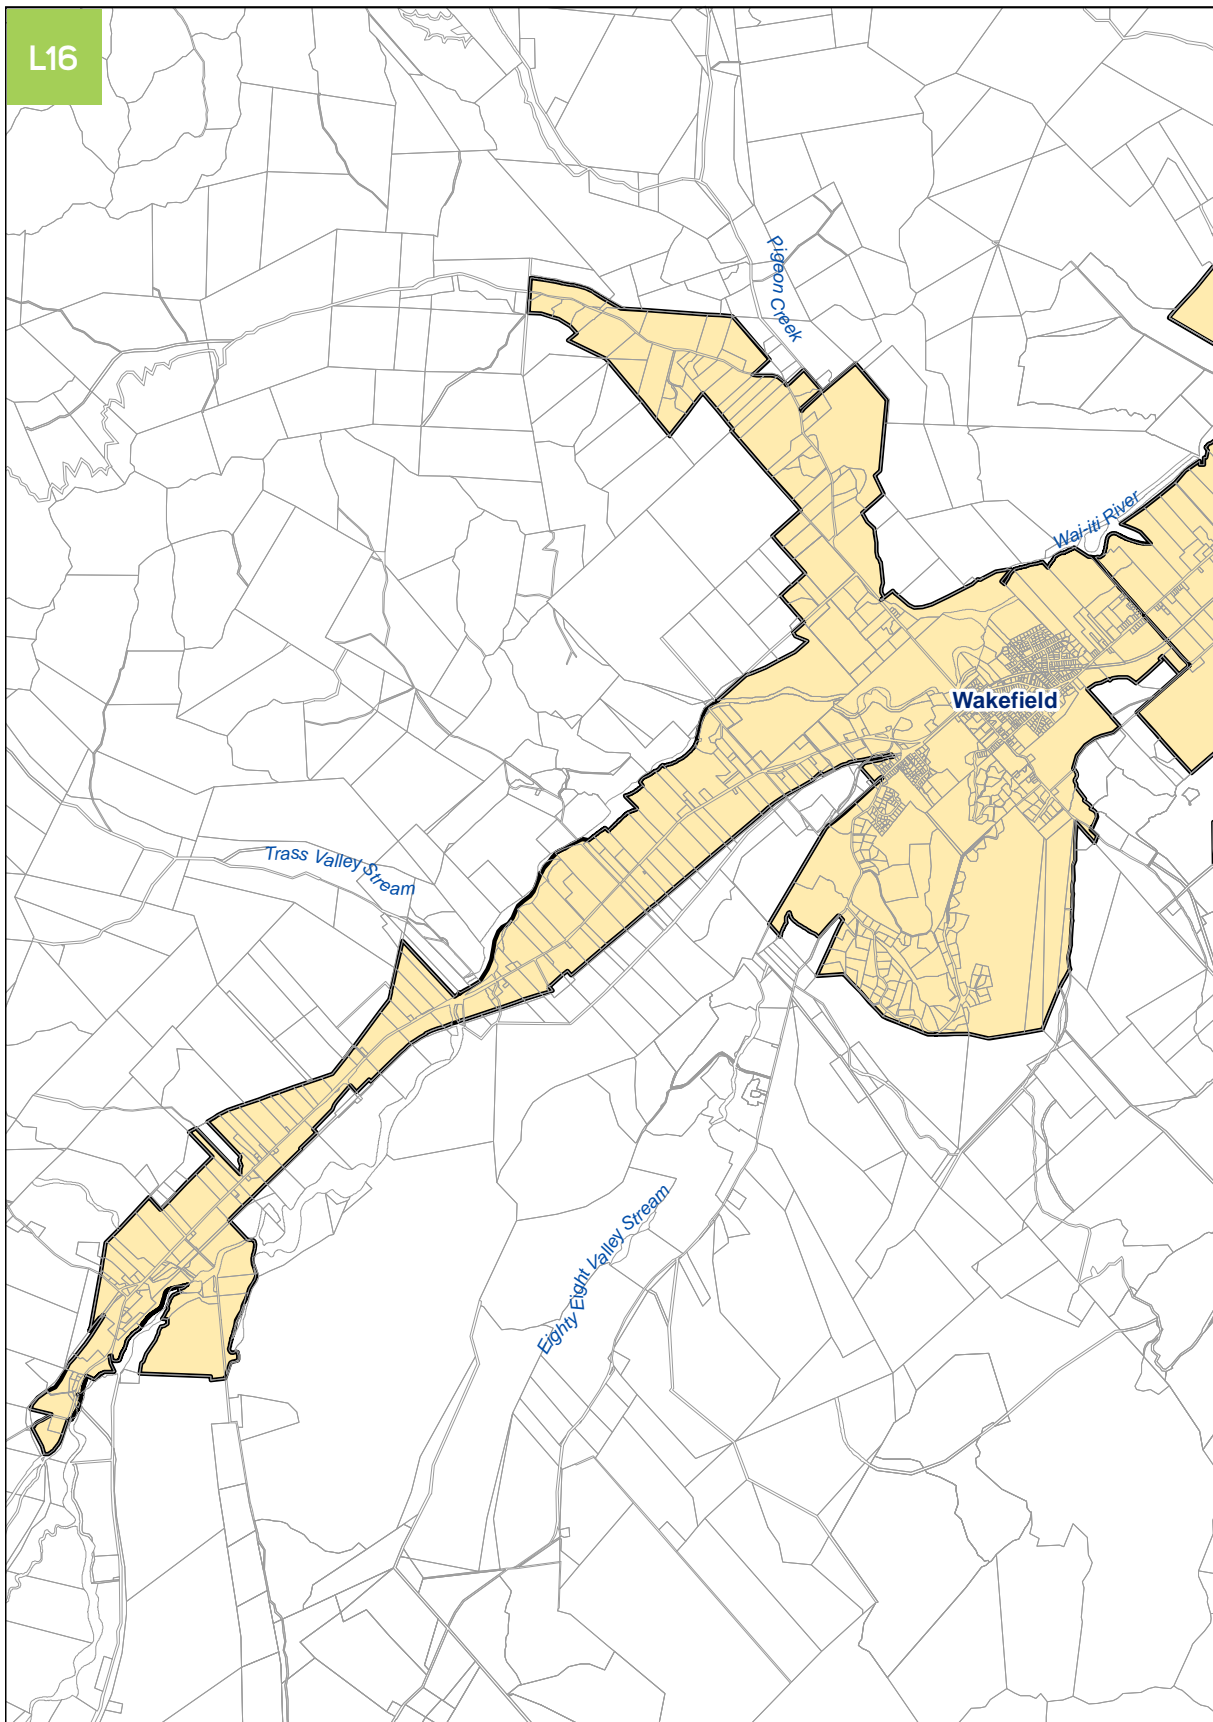 L16
Pigeon Creek
Wai-iti River
Wakefield
Trass Valley Stream
Eighty Eight Valley Stream